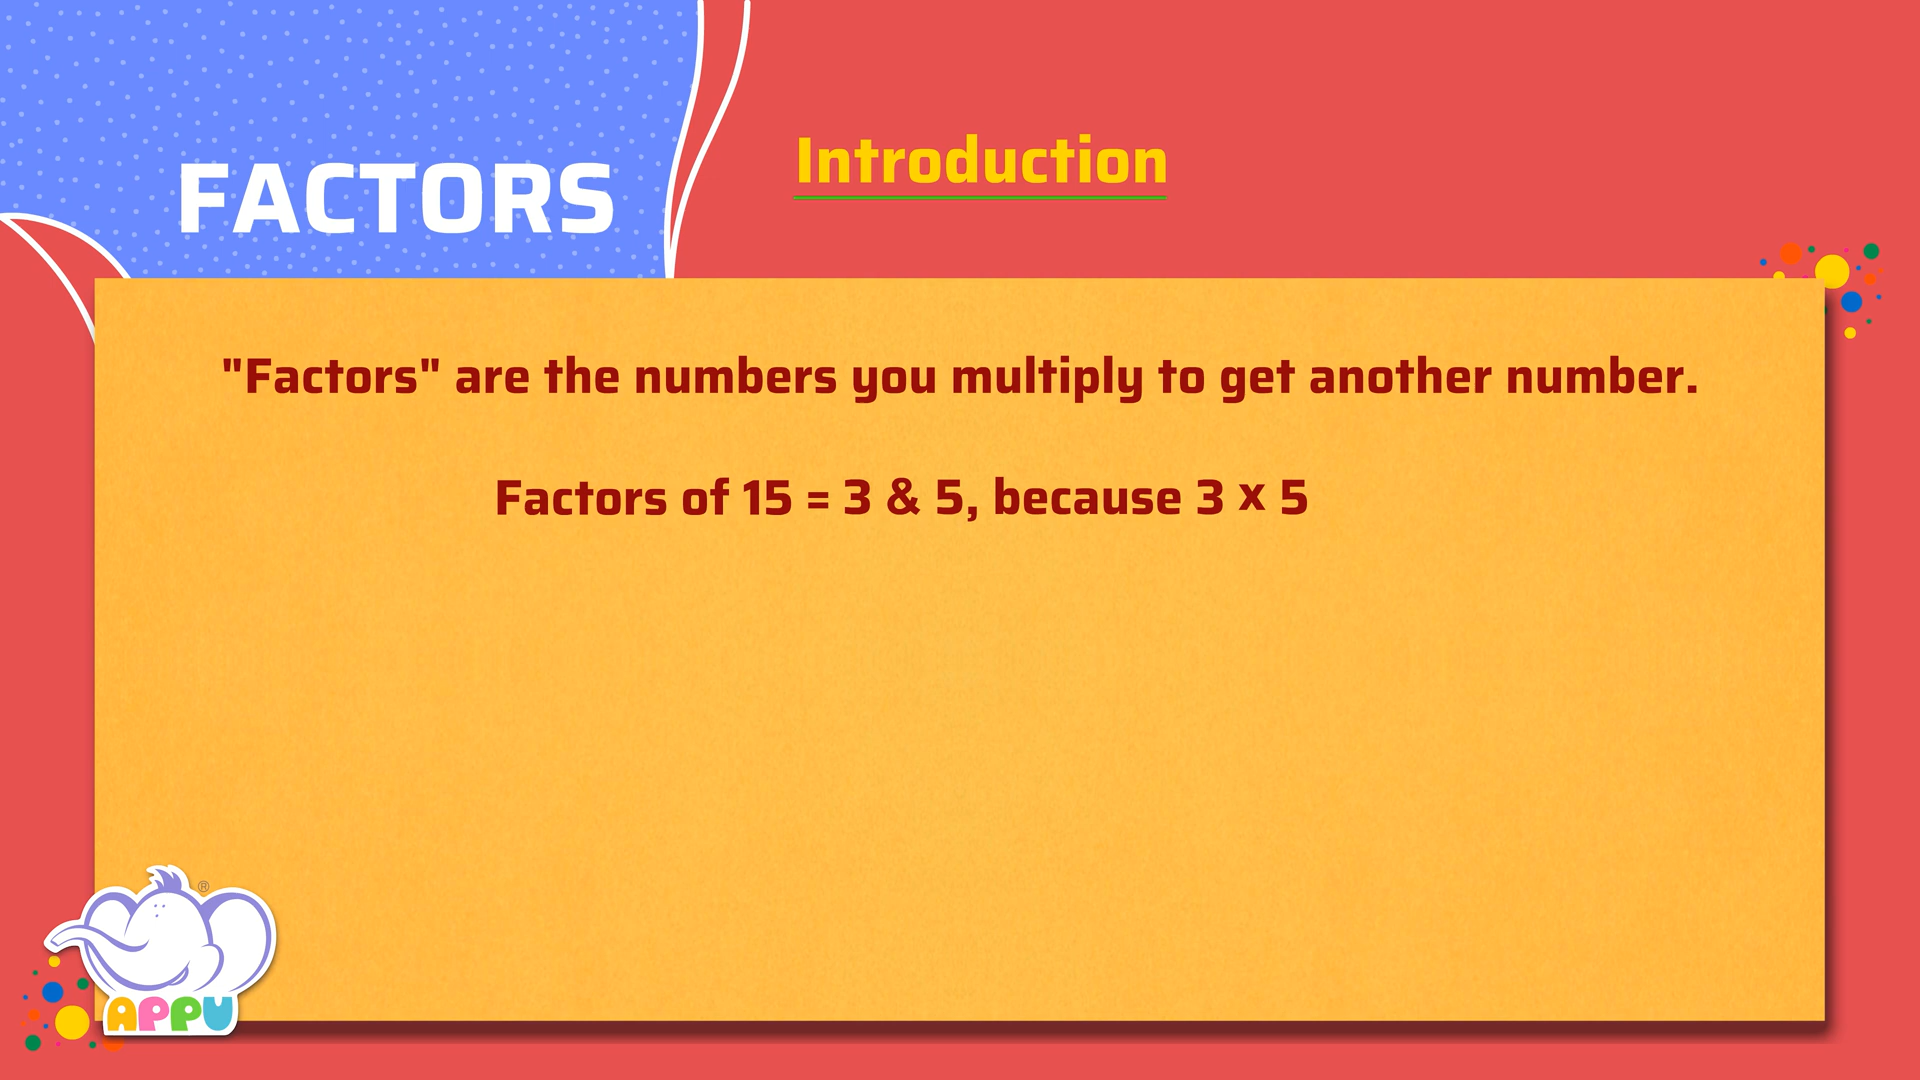 FACTORS
Introduction
"Factors" are the numbers you multiply to get another number.
Factors of 15 = 3 & 5, because 3 x 5
®
APPU